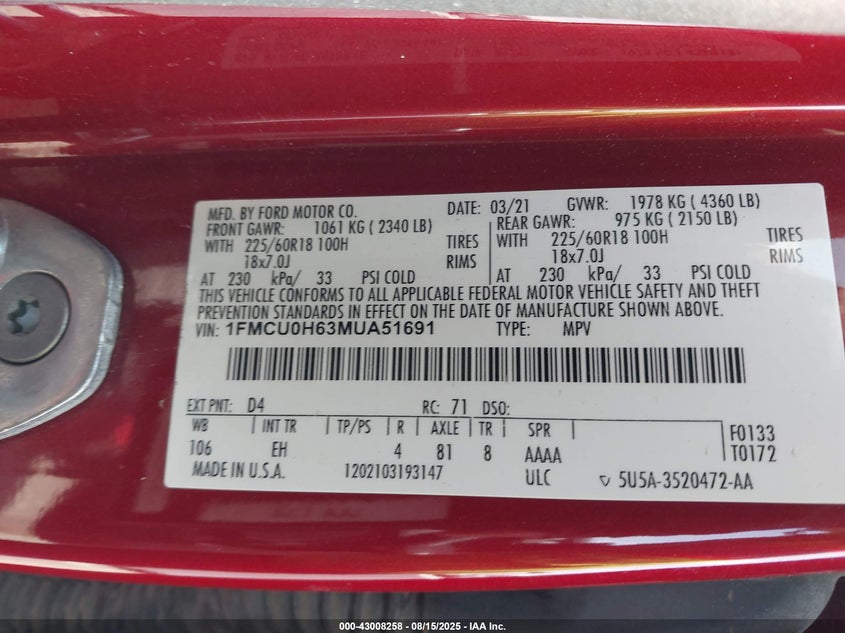 MFD. BY FORD MOTOR CO. DATE: 03/21 GVWR: 1978 KG ( 4360 LB)
FRONT GAWR: 1061 KG ( 2340 LB) REAR GAWR: 975 KG ( 2150 LB)
WITH 225/60R18 100H TIRES WITH 225/60R18 100H TIRES
18x7.0J RIMS 18x7.0J RIMS
AT 230 kPa/ 33 PSI COLD AT 230 kPa/ 33 PSI COLD
THIS VEHICLE CONFORMS TO ALL APPLICABLE FEDERAL MOTOR VEHICLE SAFETY AND THEFT
PREVENTION STANDARDS IN EFFECT ON THE DATE OF MANUFACTURE SHOWN ABOVE.
VIN: 1FMCU0H63MUA51691 TYPE: MPV
EXT PNT: D4 RC: 71 DSO:
WB INT TR TP/PS R AXLE TR SPR F0133
106 EH 4 81 8 AAAA T0172
MADE IN U.S.A. 1202103193147 ULC 5U5A-3520472-AA
000-43008258 - 08/15/2025 - IAA Inc.